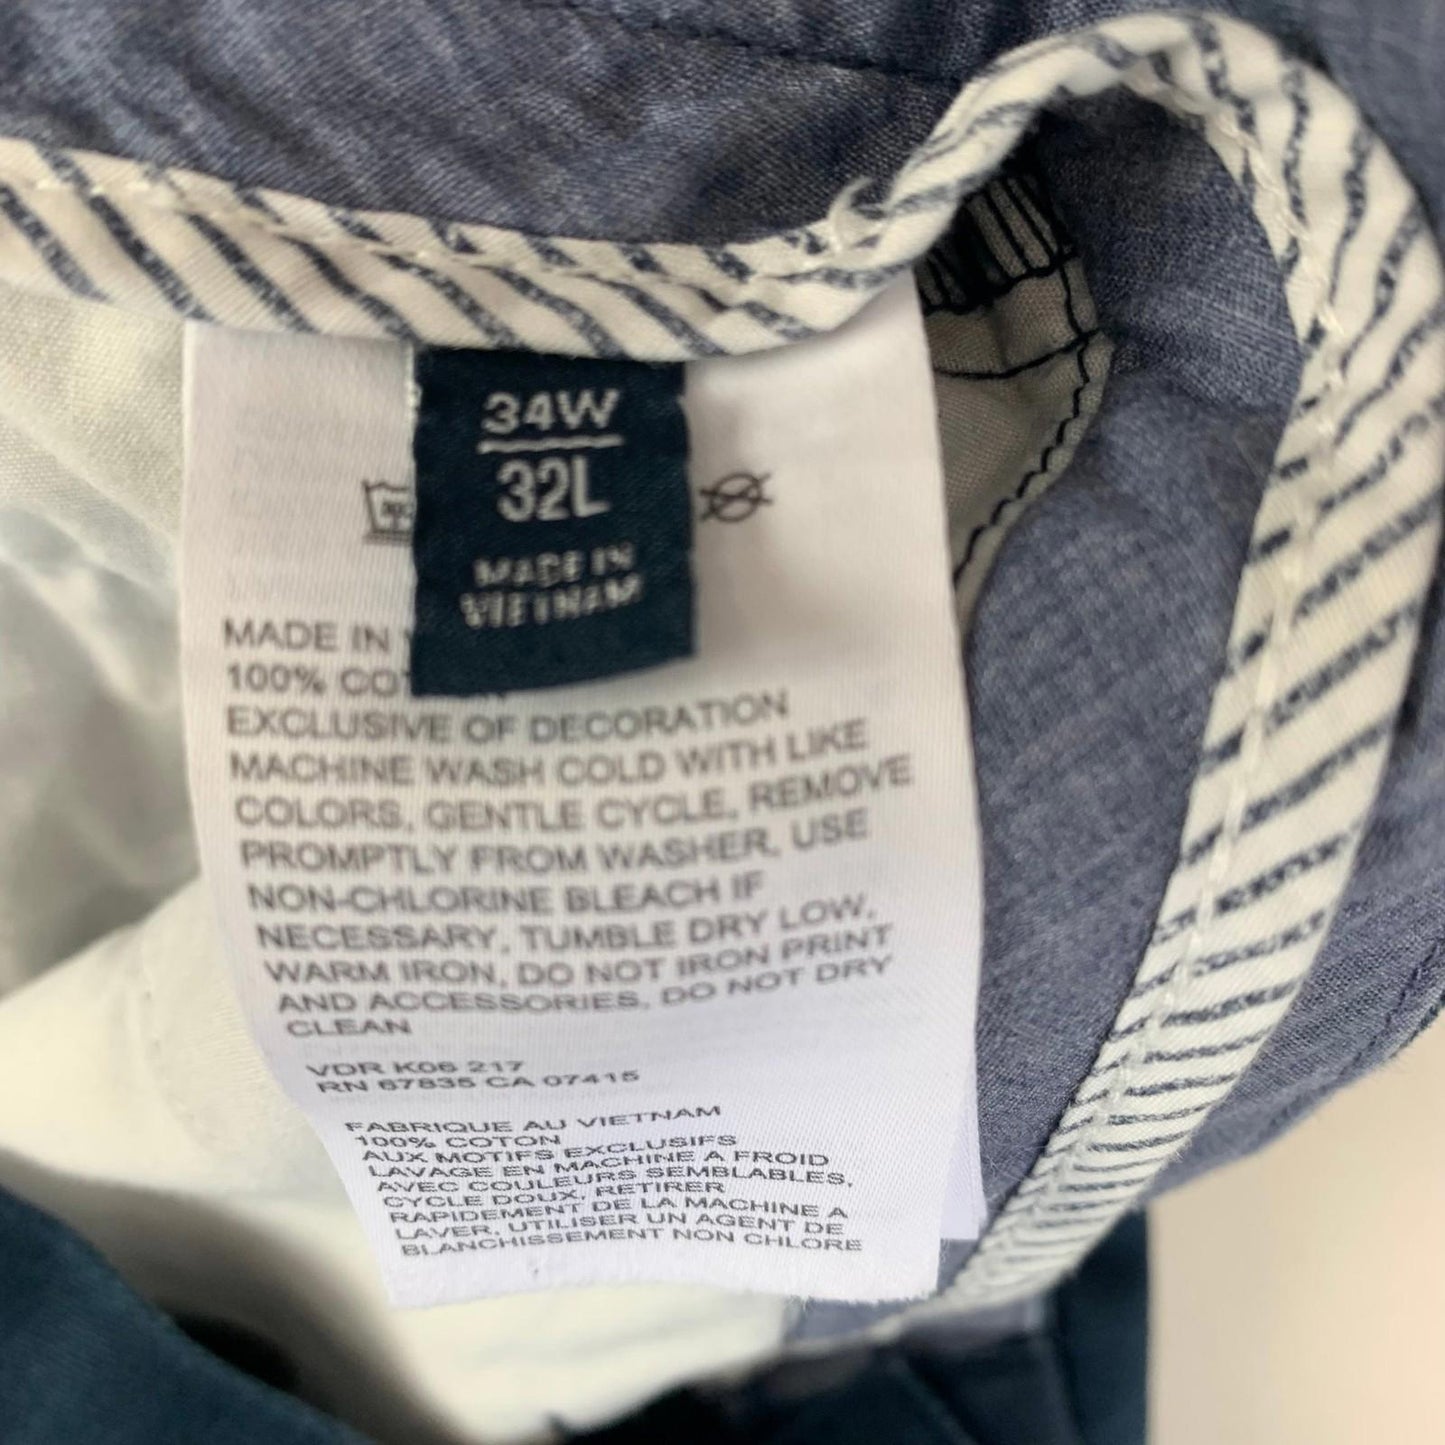 34W
32L
MADE IN
VIETNAM
MADE IN
100%
EXCLUSIVE OF DECORATION
MACHINE WASH COLD WITH LIKE
COLORS, GENTLE CYCLE, REMOVE
PROMPTLY FROM WASHER, USE
NON-CHLORINE BLEACH IF
NECESSARY, TUMBLE DRY LOW,
WARM IRON, DO NOT IRON PRINT
AND ACCESSORIES, DO NOT DRY
CLEAN
VDR K06 217
RN 67835 CA 07415
FABRIQUE AU VIETNAM
100% COTON
AUX MOTIFS EXCLUSIFS
LAVAGE EN MACHINE A FROID
AVEC COULEURS SEMBLABLES,
CYCLE DOUX, RETIRER
RAPIDEMENT DE LA MACHINE A
LAVER, UTILISER UN AGENT DE
BLANCHISSEMENT NON CHLORE